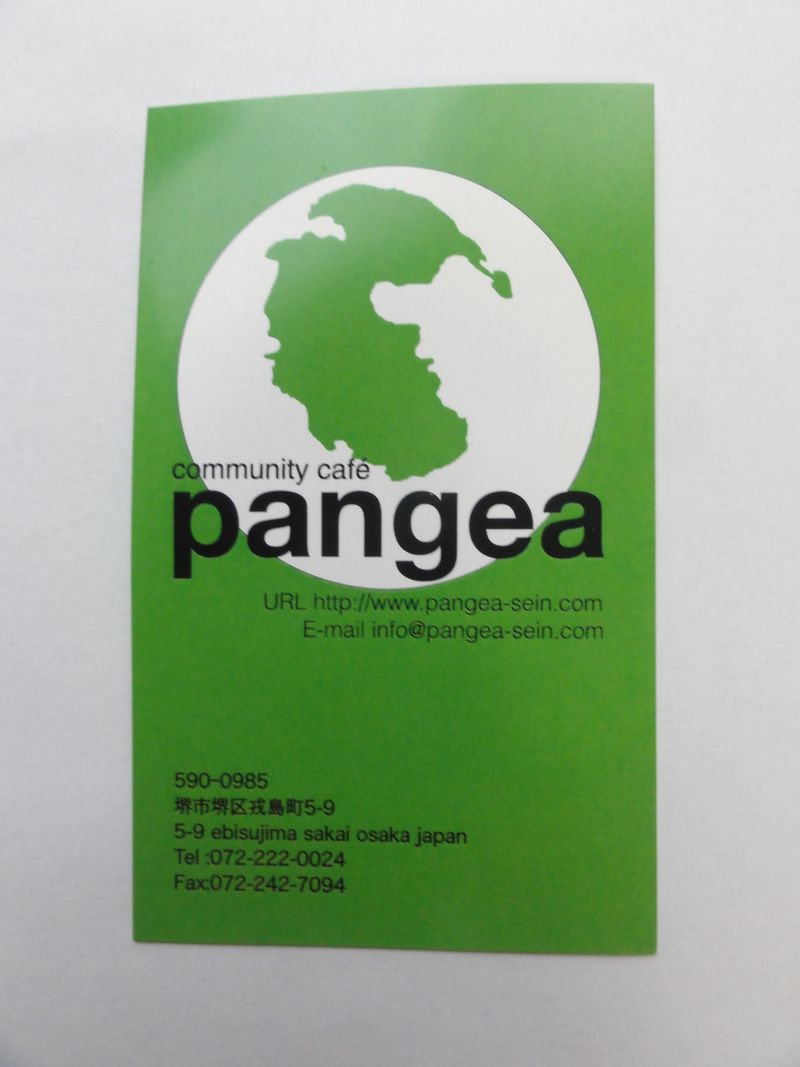 community café
pangea
URL http://www.pangea-sein.com
E-mail info@pangea-sein.com
590-0985
堺市堺区戎島町5-9
5-9 ebisujima sakai osaka japan
Tel :072-222-0024
Fax:072-242-7094